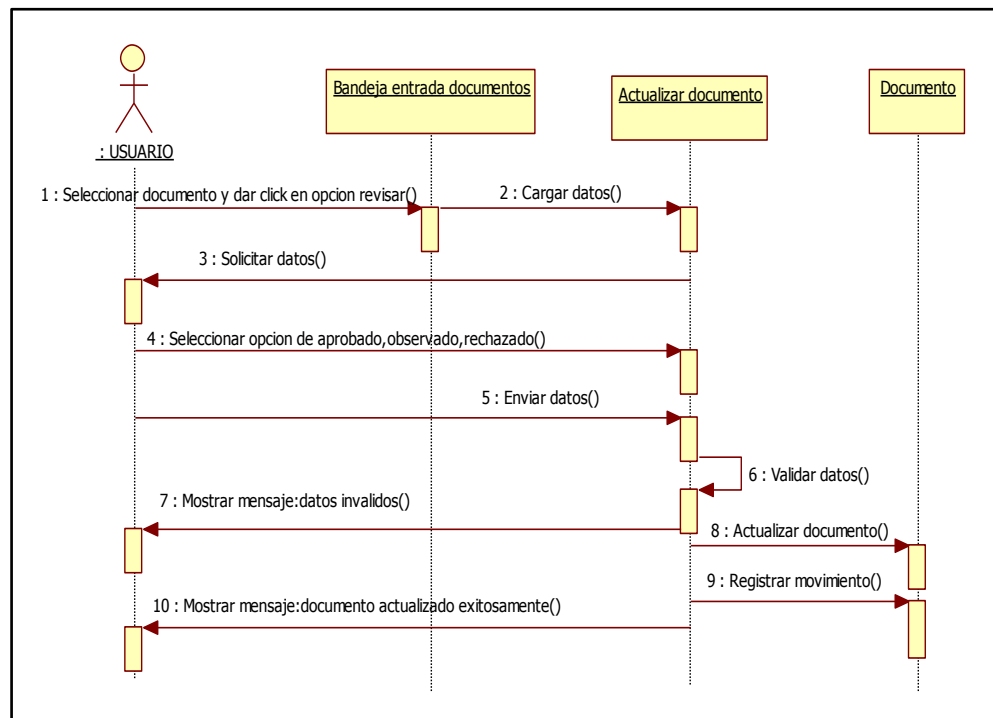 Bandeja entrada documentos
Actualizar documento
Documento
: USUARIO
1 : Seleccionar documento y dar click en opcion revisar()
2 : Cargar datos()
3 : Solicitar datos()
4 : Seleccionar opcion de aprobado,observado,rechazado()
5 : Enviar datos()
6 : Validar datos()
7 : Mostrar mensaje:datos invalidos()
8 : Actualizar documento()
9 : Registrar movimiento()
10 : Mostrar mensaje:documento actualizado exitosamente()